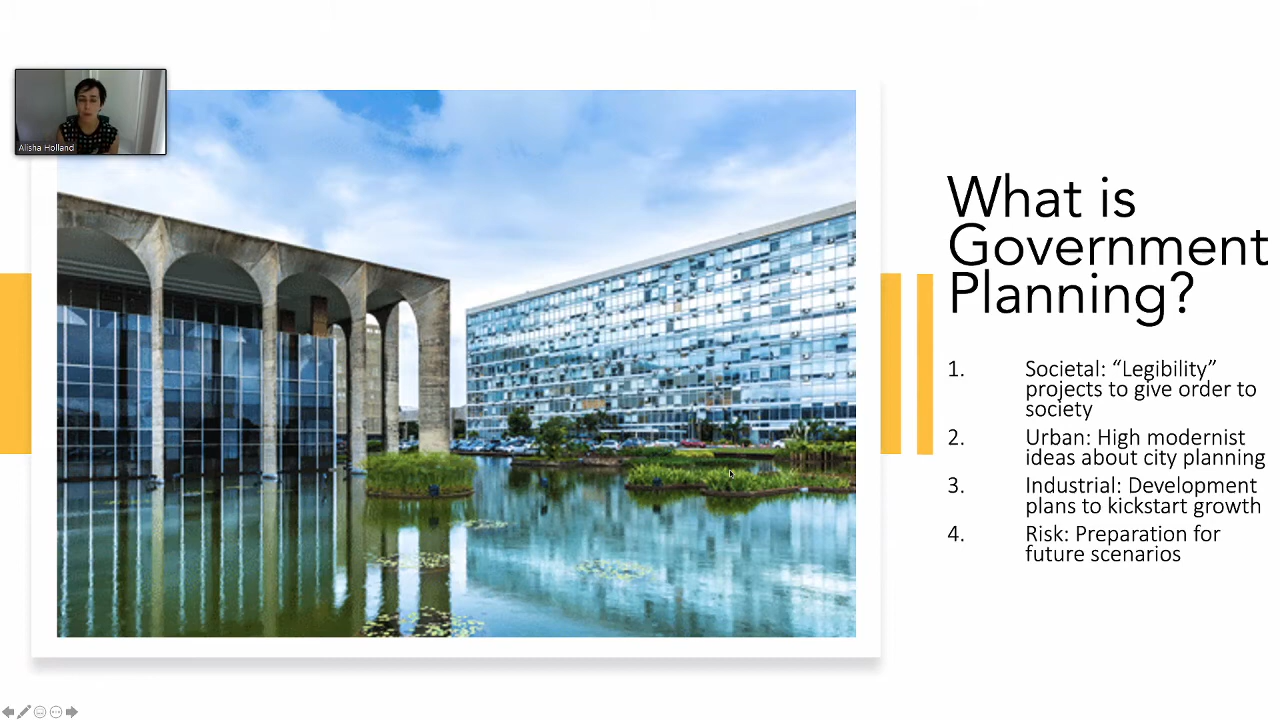 Alisha Holland
What is
Government
Planning?
1. Societal: “Legibility”
projects to give order to
society
2. Urban: High modernist
ideas about city planning
3. Industrial: Development
plans to kickstart growth
4. Risk: Preparation for
future scenarios